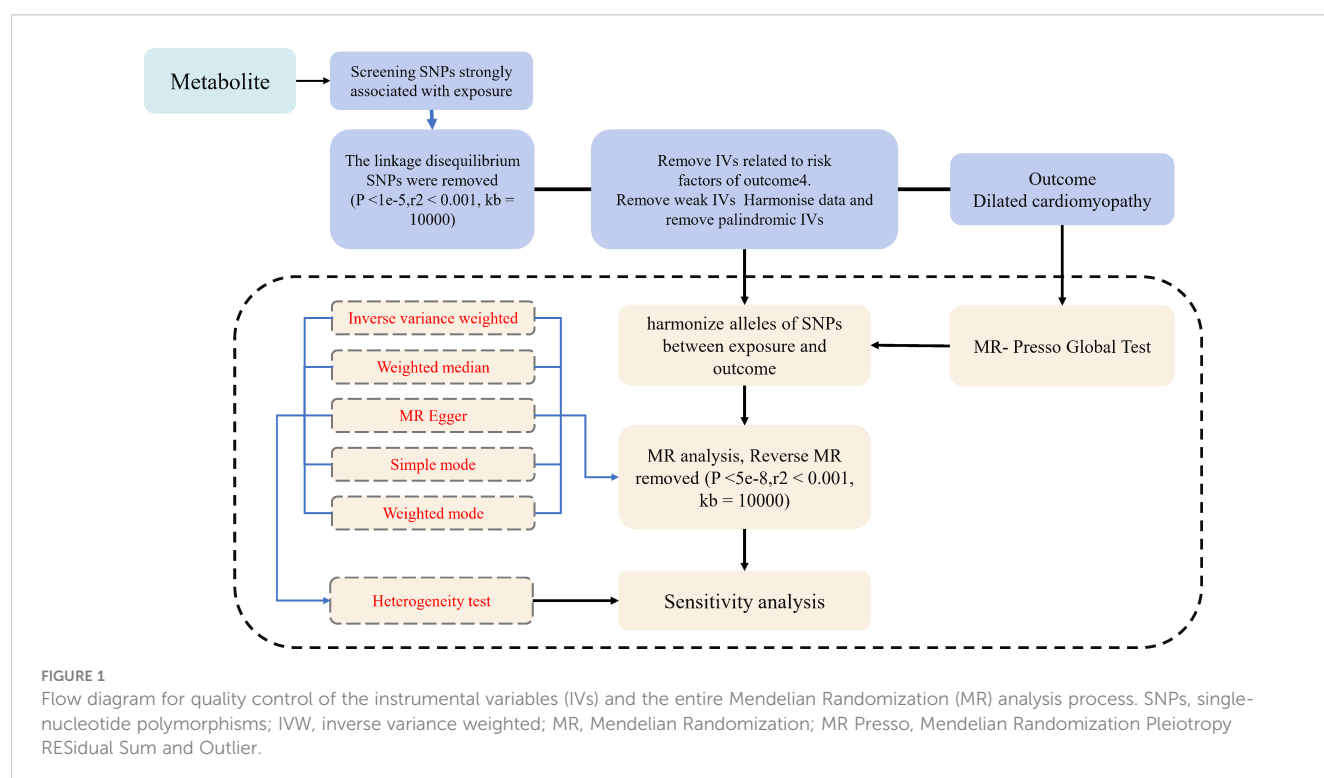 Metabolite
Screening SNPs strongly
associated with exposure
The linkage disequilibrium
SNPs were removed
(P <1e-5,r2 < 0.001, kb =
10000)
Remove IVs related to risk
factors of outcome4.
Remove weak IVs  Harmonise data and
remove palindromic IVs
Outcome
Dilated cardiomyopathy
Inverse variance weighted
Weighted median
MR Egger
Simple mode
Weighted mode
Heterogeneity test
harmonize alleles of SNPs
between exposure and
outcome
MR- Presso Global Test
MR analysis, Reverse MR
removed (P <5e-8,r2 < 0.001,
kb = 10000)
Sensitivity analysis
FIGURE 1
Flow diagram for quality control of the instrumental variables (IVs) and the entire Mendelian Randomization (MR) analysis process. SNPs, single-
nucleotide polymorphisms; IVW, inverse variance weighted; MR, Mendelian Randomization; MR Presso, Mendelian Randomization Pleiotropy
RESidual Sum and Outlier.